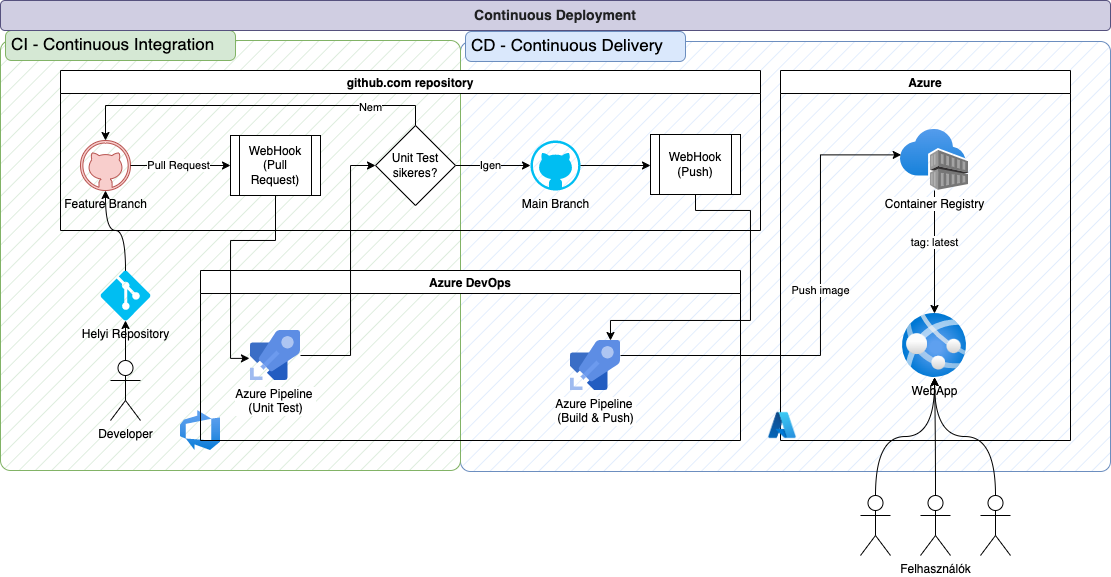 Continuous Deployment
CI - Continuous Integration
CD - Continuous Delivery
github.com repository
Azure
Nem
WebHook
(Pull
Request)
Pull Request
Unit Test
sikeres?
Igen
WebHook
(Push)
Feature Branch
Main Branch
Container Registry
tag: latest
Azure DevOps
Push image
Helyi Repository
Azure Pipeline
(Unit Test)
Azure Pipeline
(Build & Push)
WebApp
Developer
Felhasználók